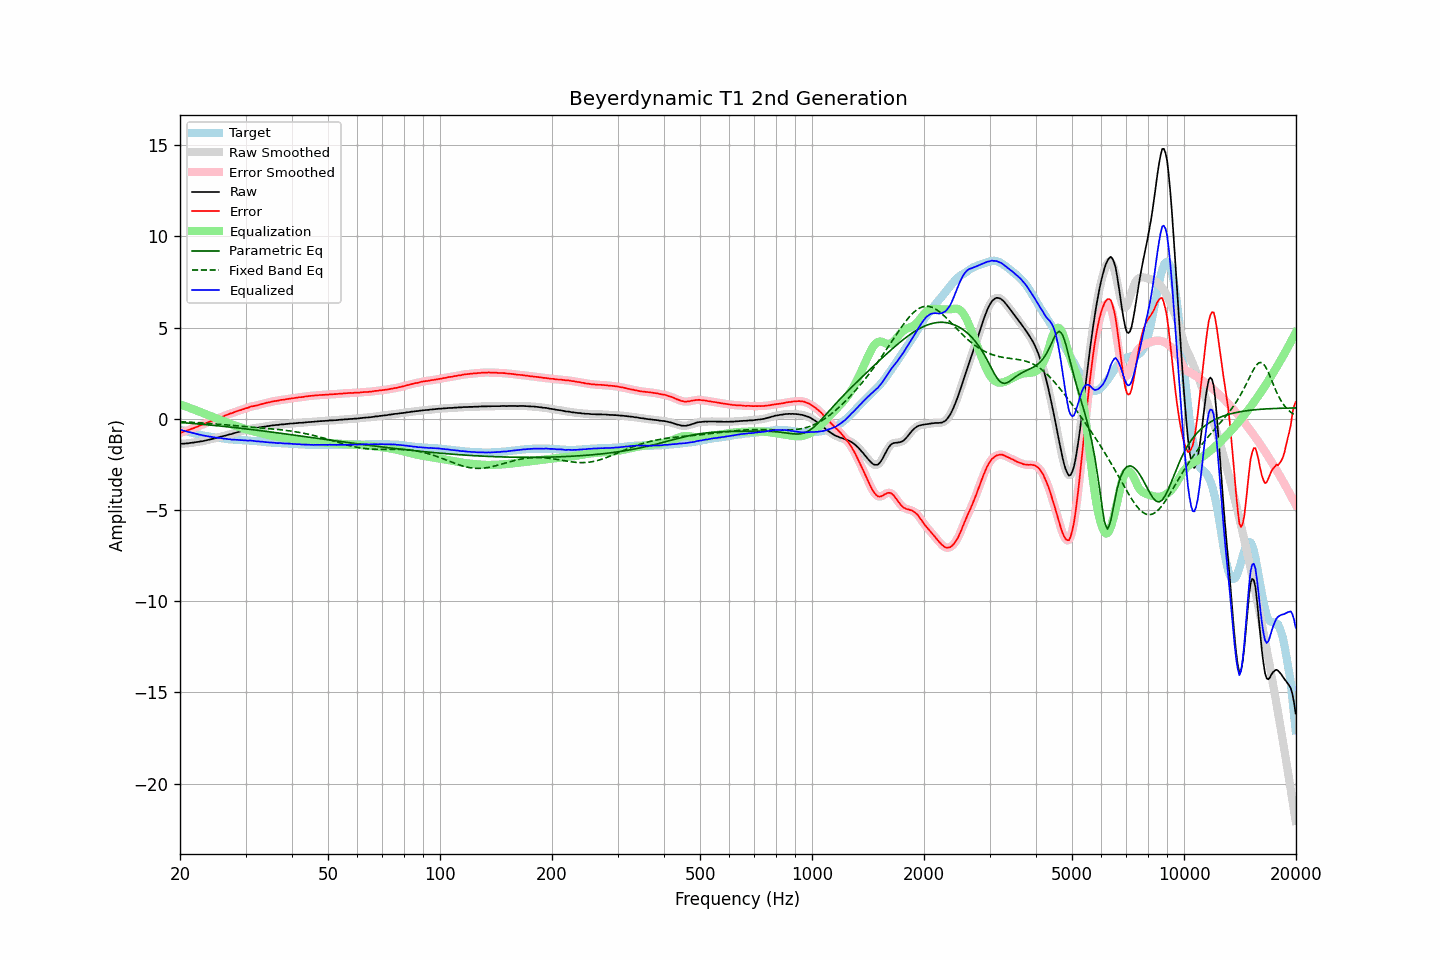 Beyerdynamic T1 2nd Generation
Target
Raw Smoothed
Error Smoothed
Raw
Error
Equalization
Parametric Eq
Fixed Band Eq
Equalized
15
10
5
0
−5
−10
−15
−20
Amplitude (dBr)
20
50
100
200
500
1000
2000
5000
10000
20000
Frequency (Hz)